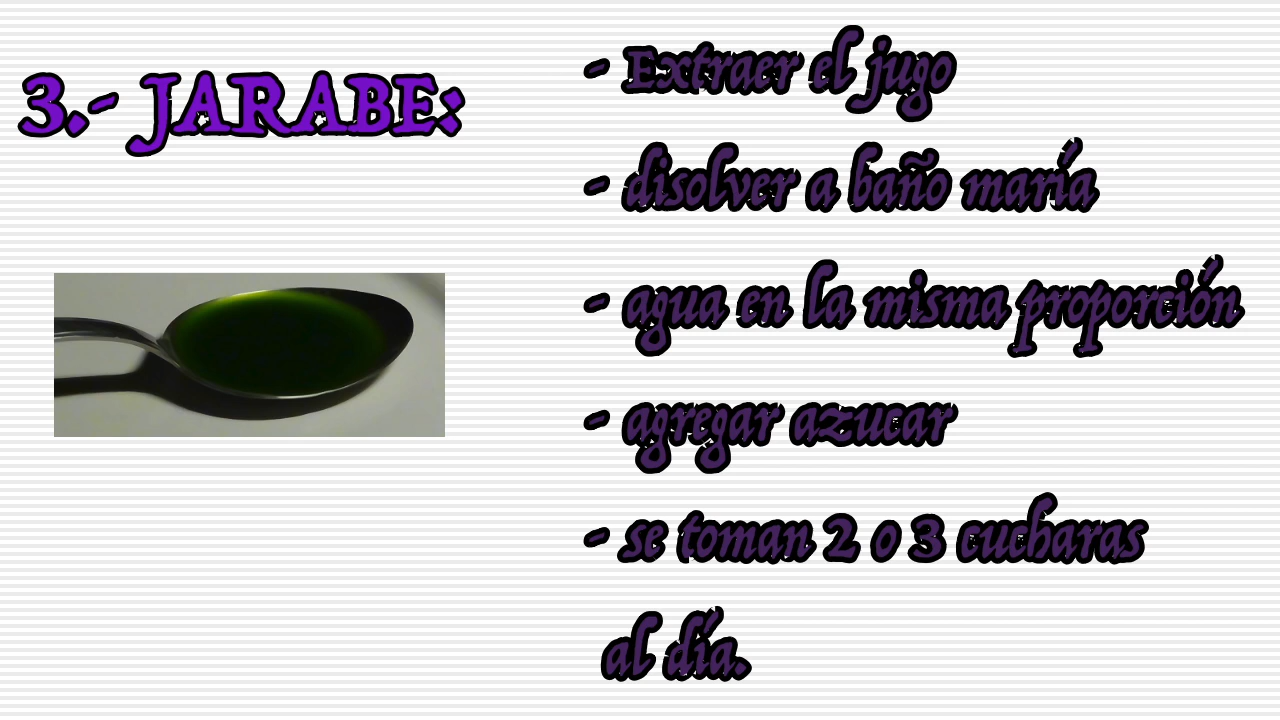 3.- JARABE:
- Extraer el jugo
- disolver a baño maría
- agua en la misma proporción
- agregar azucar
- se toman 2 o 3 cucharas
al día.